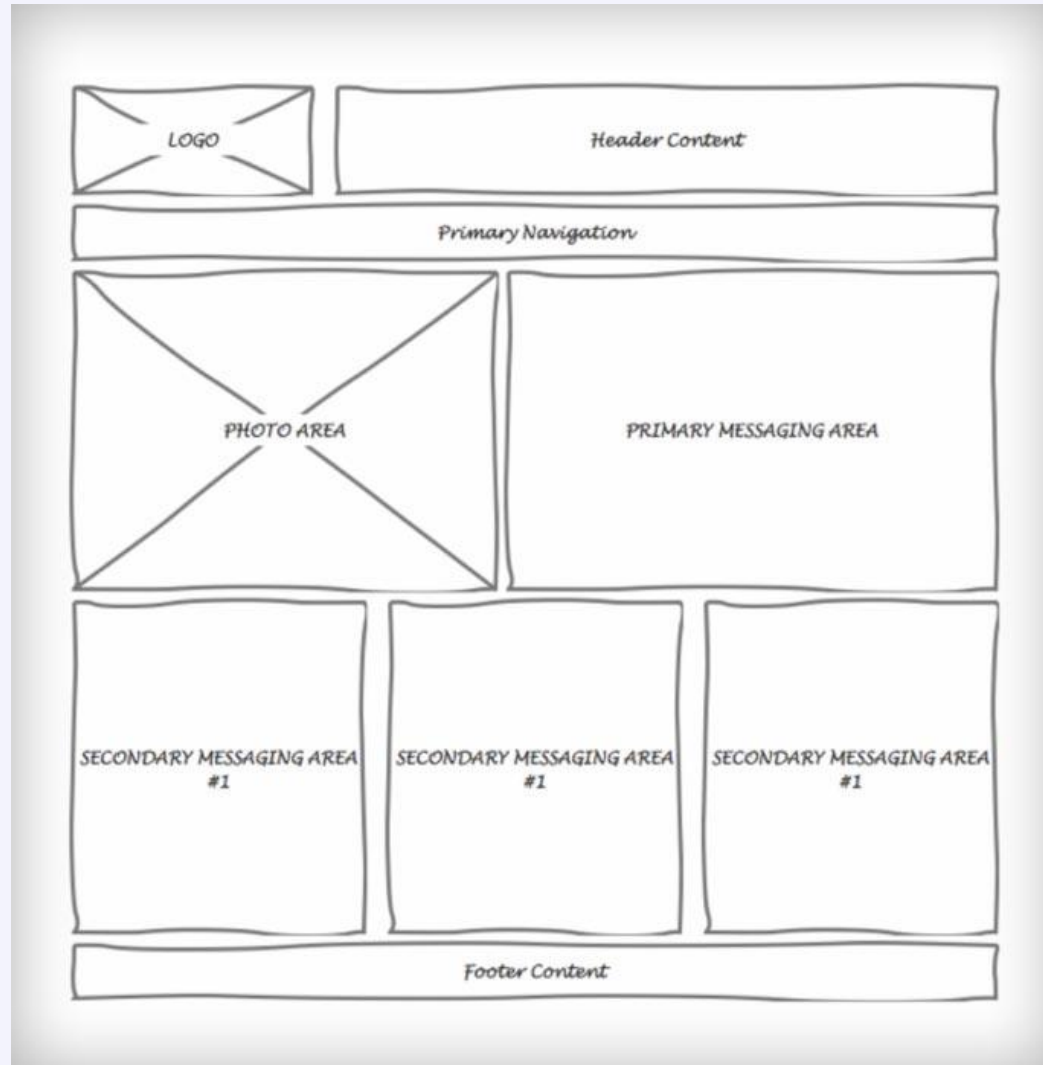 LOGO
Header Content
Primary Navigation
PHOTO AREA
PRIMARY MESSAGING AREA
SECONDARY MESSAGING AREA
#1
SECONDARY MESSAGING AREA
#1
SECONDARY MESSAGING AREA
#1
Footer Content